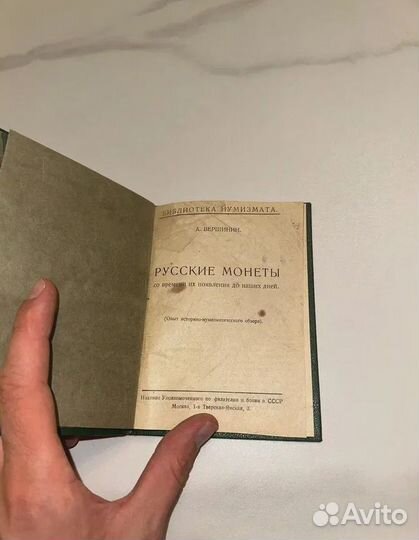 БИБЛИОТЕКА НУМИЗМАТА.
А. ВЕРШИНИН.
РУССКИЕ МОНЕТЫ
со времени их появления до наших дней.
(Опыт историко-нумизматического обзора).
Издание Уполномоченного по филателии и бонам в СССР
Москва, 1-я Тверская-Ямская, 3.
Avito